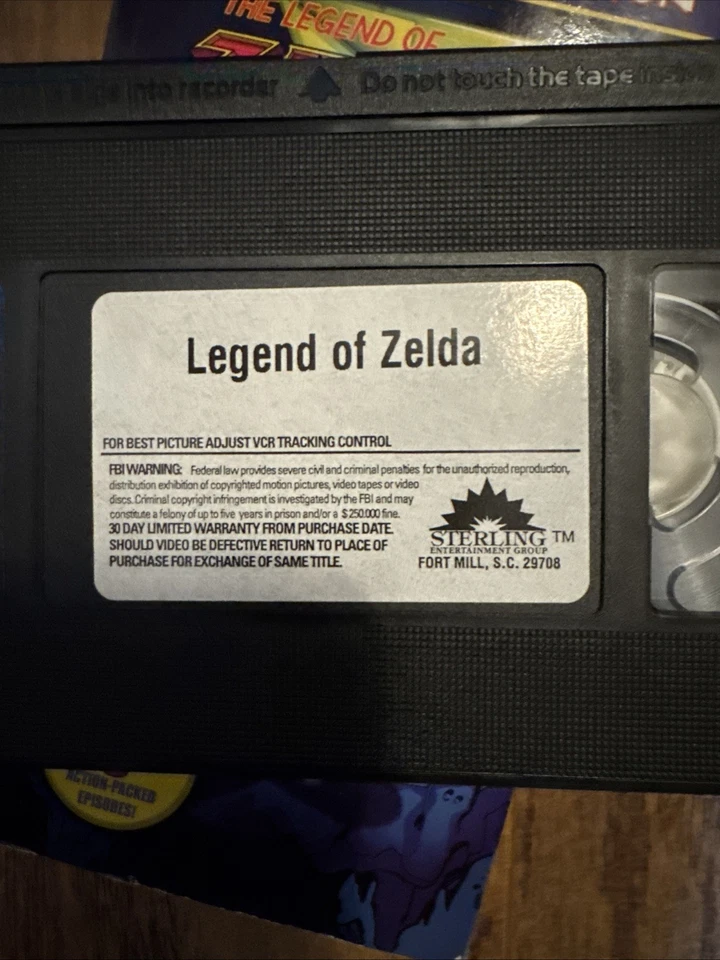 THE LEGEND OF
into recorder Do not touch the tape
Legend of Zelda
FOR BEST PICTURE ADJUST VCR TRACKING CONTROL
FBI WARNING: Federal law provides severe civil and criminal penalties for the unauthorized reproduction,
distribution exhibition of copyrighted motion pictures, video tapes or video
discs. Criminal copyright infringement is investigated by the FBI and may
constitute a felony of up to five years in prison and/or a $250.000 fine.
30 DAY LIMITED WARRANTY FROM PURCHASE DATE.
SHOULD VIDEO BE DEFECTIVE RETURN TO PLACE OF
PURCHASE FOR EXCHANGE OF SAME TITLE.
STERLING TM
ENTERTAINMENT GROUP
FORT MILL, S.C. 29708
ACTION-PACKED
EPISODES!